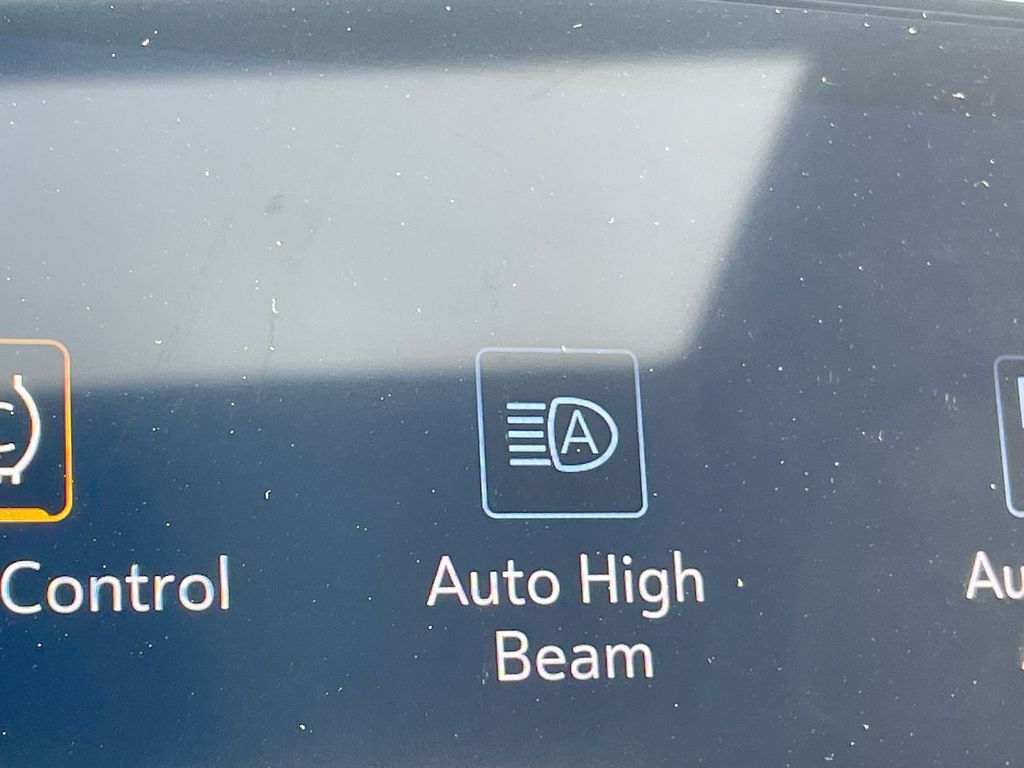 Control
A
Auto High
Beam